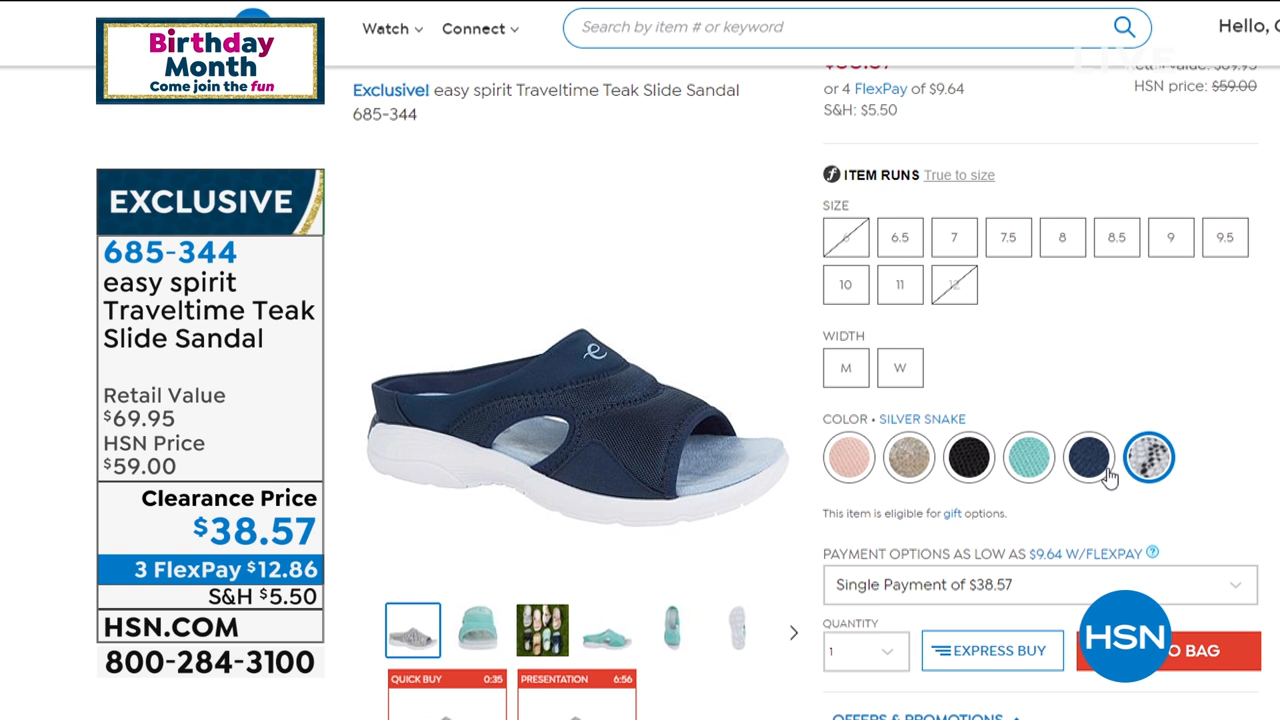 Birthday
Month
Come join the fun
Watch
Connect
Search by item # or keyword
Hello,
LIVE
Exclusive! easy spirit Traveltime Teak Slide Sandal
685-344
or 4 FlexPay of $9.64
S&H: $5.50
HSN price: $59.00
ITEM RUNS True to size
SIZE
6 6.5 7 7.5 8 8.5 9 9.5
10 11 12
WIDTH
M W
COLOR • SILVER SNAKE
This item is eligible for gift options.
PAYMENT OPTIONS AS LOW AS $9.64 W/FLEXPAY ?
Single Payment of $38.57
QUANTITY
1
EXPRESS BUY
HSN
O BAG
OFFERS & PROMOTIONS
EXCLUSIVE
685-344
easy spirit
Traveltime Teak
Slide Sandal
Retail Value
$69.95
HSN Price
$59.00
Clearance Price
$38.57
3 FlexPay $12.86
S&H $5.50
HSN.COM
800-284-3100
e
QUICK BUY 0:35
PRESENTATION 6:56